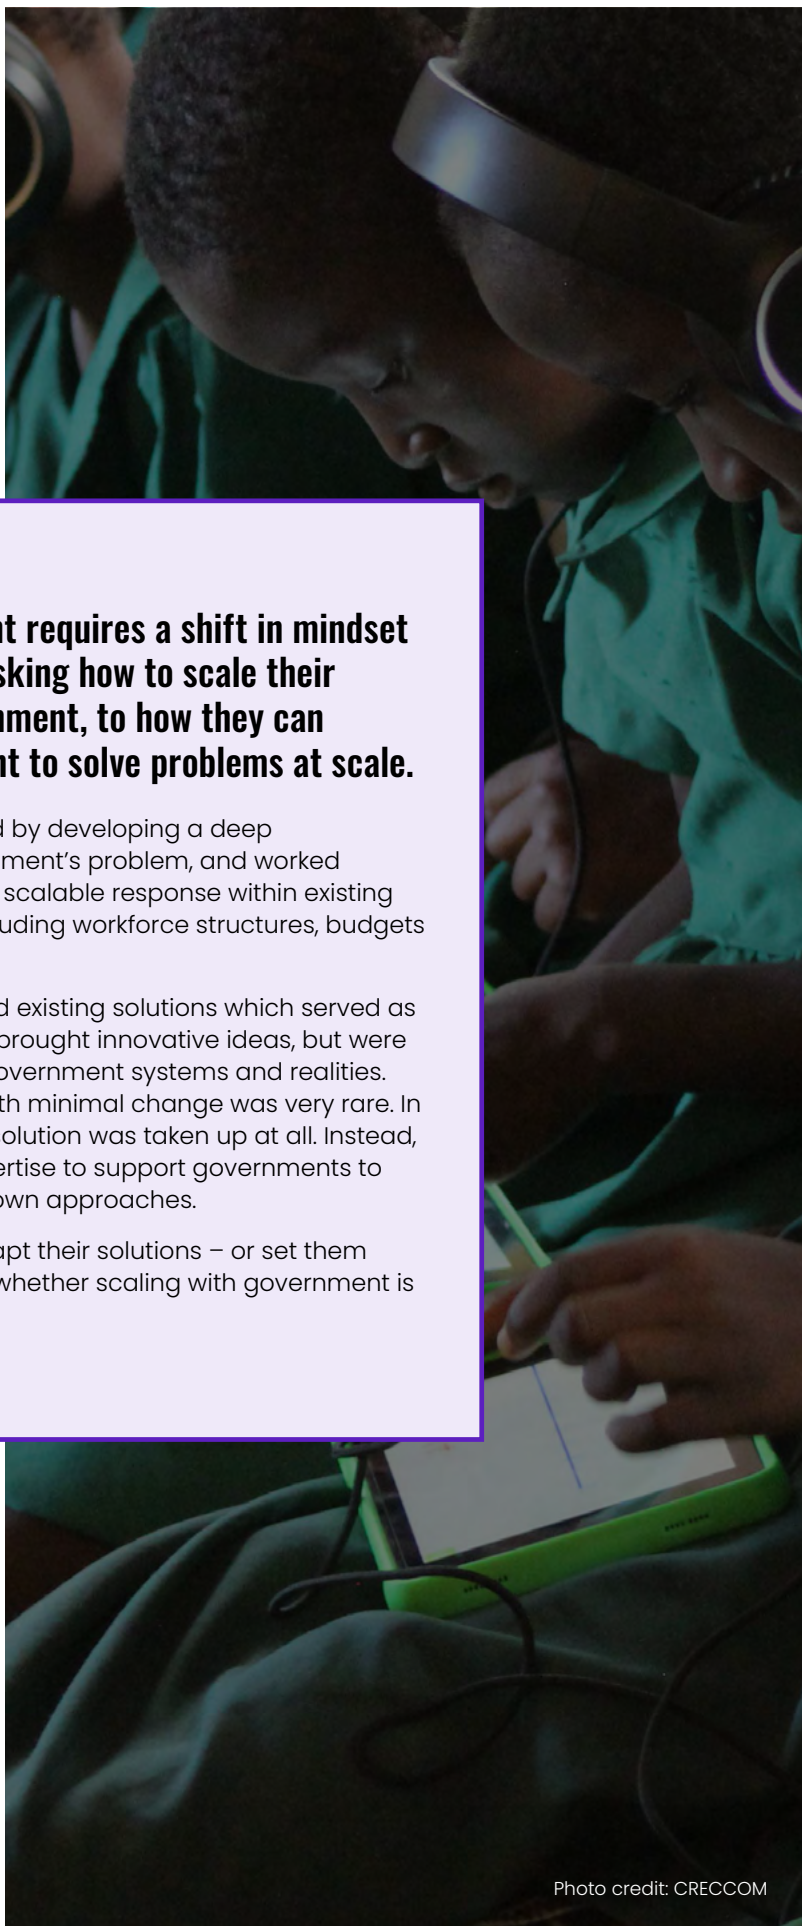 nt requires a shift in mindset
sking how to scale their
nment, to how they can
nt to solve problems at scale.
d by developing a deep
nment's problem, and worked
scalable response within existing
uding workforce structures, budgets
d existing solutions which served as
brought innovative ideas, but were
overnment systems and realities.
th minimal change was very rare. In
solution was taken up at all. Instead,
ertise to support governments to
own approaches.
apt their solutions – or set them
whether scaling with government is
Photo credit: CRECCOM